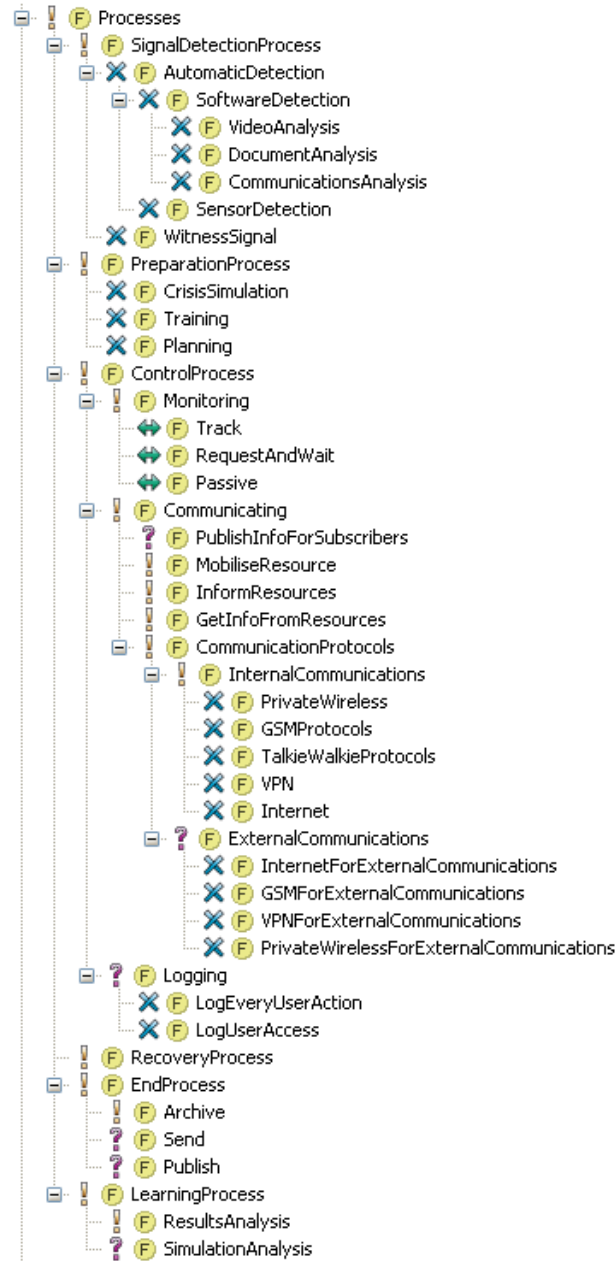 F Processes
F SignalDetectionProcess
F AutomaticDetection
F SoftwareDetection
F VideoAnalysis
F DocumentAnalysis
F CommunicationsAnalysis
F SensorDetection
F WitnessSignal
F PreparationProcess
F CrisisSimulation
F Training
F Planning
F ControlProcess
F Monitoring
F Track
F RequestAndWait
F Passive
F Communicating
? F PublishInfoForSubscribers
! F MobiliseResource
! F InformResources
! F GetInfoFromResources
! F CommunicationProtocols
! F InternalCommunications
F PrivateWireless
F GSMProtocols
F TalkieWalkieProtocols
F VPN
F Internet
? F ExternalCommunications
F InternetForExternalCommunications
F GSMForExternalCommunications
F VPNForExternalCommunications
F PrivateWirelessForExternalCommunications
? F Logging
F LogEveryUserAction
F LogUserAccess
! F RecoveryProcess
! F EndProcess
! F Archive
? F Send
? F Publish
! F LearningProcess
! F ResultsAnalysis
? F SimulationAnalysis